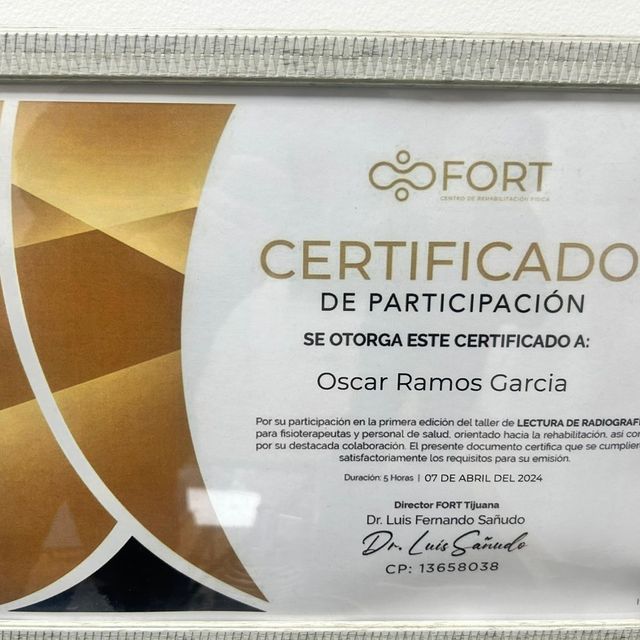 FORT
CENTRO DE REHABILITACIÓN FÍSICA
CERTIFICADO
DE PARTICIPACIÓN
SE OTORGA ESTE CERTIFICADO A:
Oscar Ramos Garcia
Por su participación en la primera edición del taller de LECTURA DE RADIOGRAFI
para fisioterapeutas y personal de salud, orientado hacia la rehabilitación, así con
por su destacada colaboración. El presente documento certifica que se cumplier
satisfactoriamente los requisitos para su emisión.
Duración: 5 Horas | 07 DE ABRIL DEL 2024
Director FORT Tijuana
Dr. Luis Fernando Sañudo
Dr. Luis Sañudo
CP: 13658038